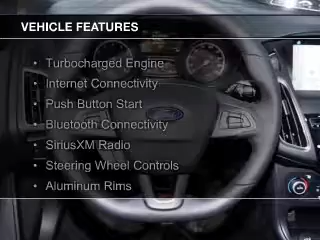 VEHICLE FEATURES
• Turbocharged Engine
• Internet Connectivity
• Push Button Start
• Bluetooth Connectivity
• SiriusXM Radio
• Steering Wheel Controls
• Aluminum Rims